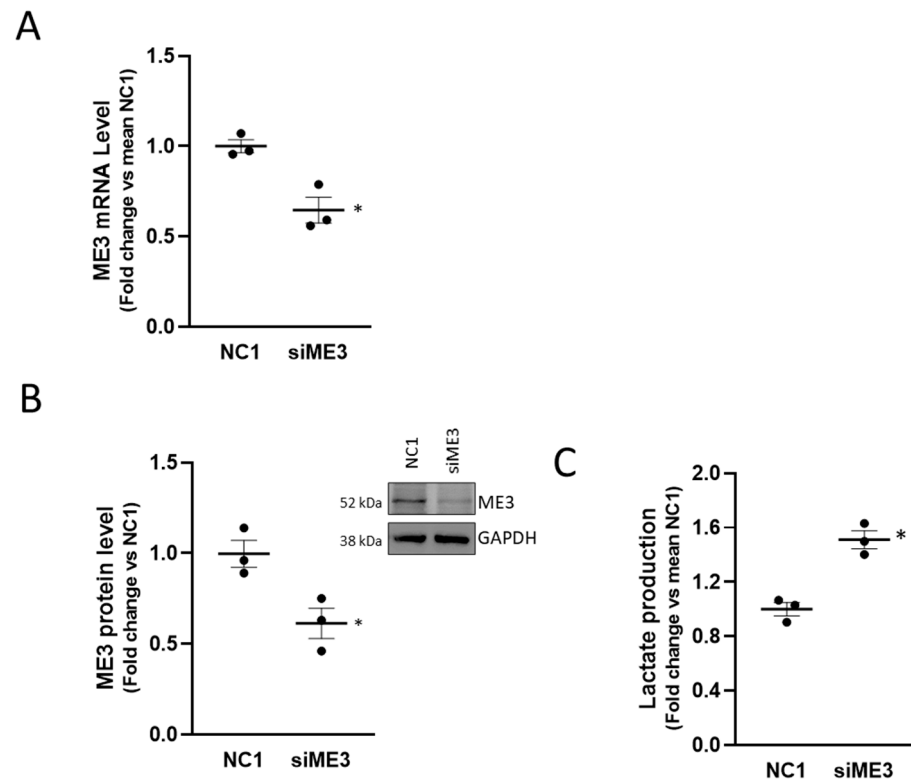 A
ME3 mRNA Level
(Fold change vs mean NC1)
1.5
1.0
0.5
0.0
NC1 siME3
*
B
ME3 protein level
(Fold change vs NC1)
1.5
1.0
0.5
0.0
NC1 siME3
*
NC1 siME3
52 kDa ME3
38 kDa GAPDH
C
Lactate production
(Fold change vs mean NC1)
2.0
1.6
1.2
0.8
0.4
0.0
NC1 siME3
*